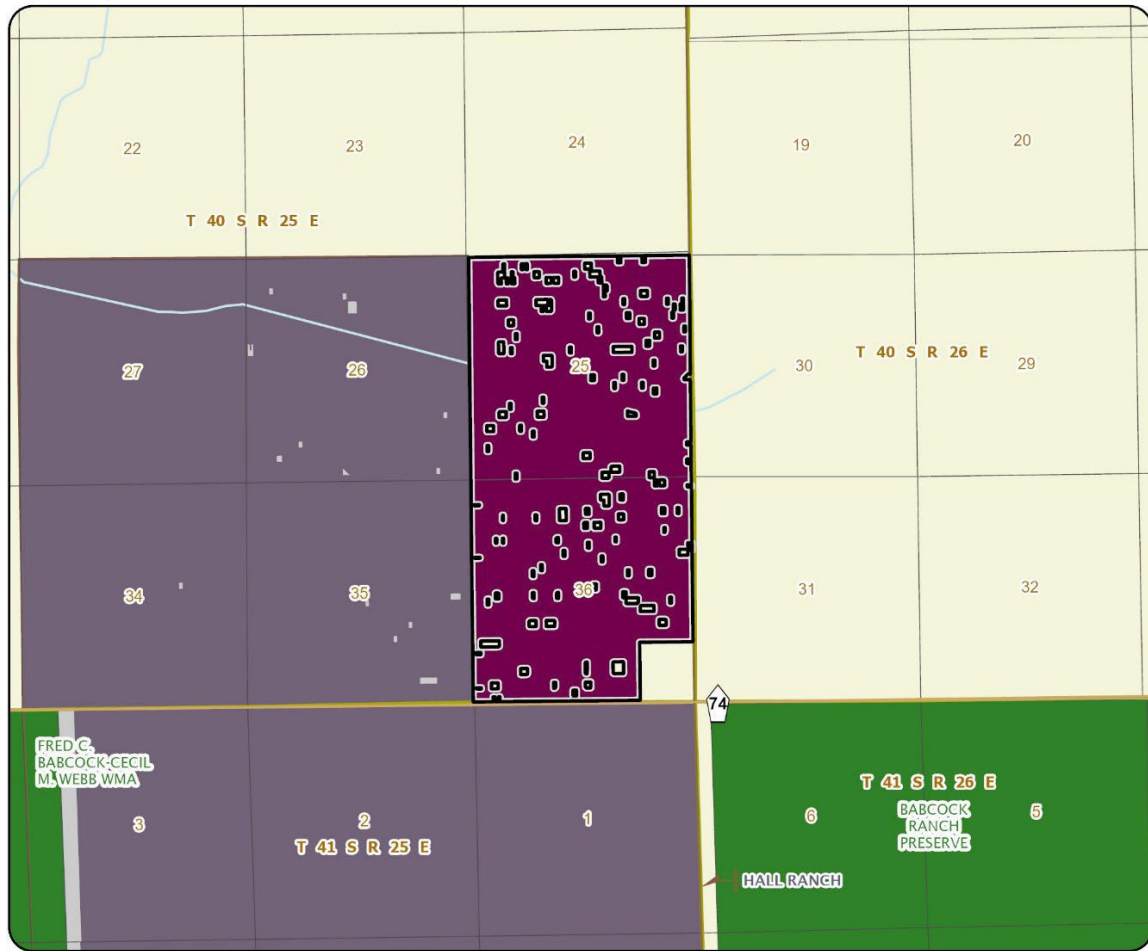 22
23
24
19
20
T 40 S R 25 E
27
26
25
30
T 40 S R 26 E
29
34
35
36
31
32
74
FRED C.
BABCOCK-CECIL
M. WEBB WMA
3
2
T 41 S R 25 E
1
6
T 41 S R 26 E
5
BABCOCK
RANCH
PRESERVE
HALL RANCH